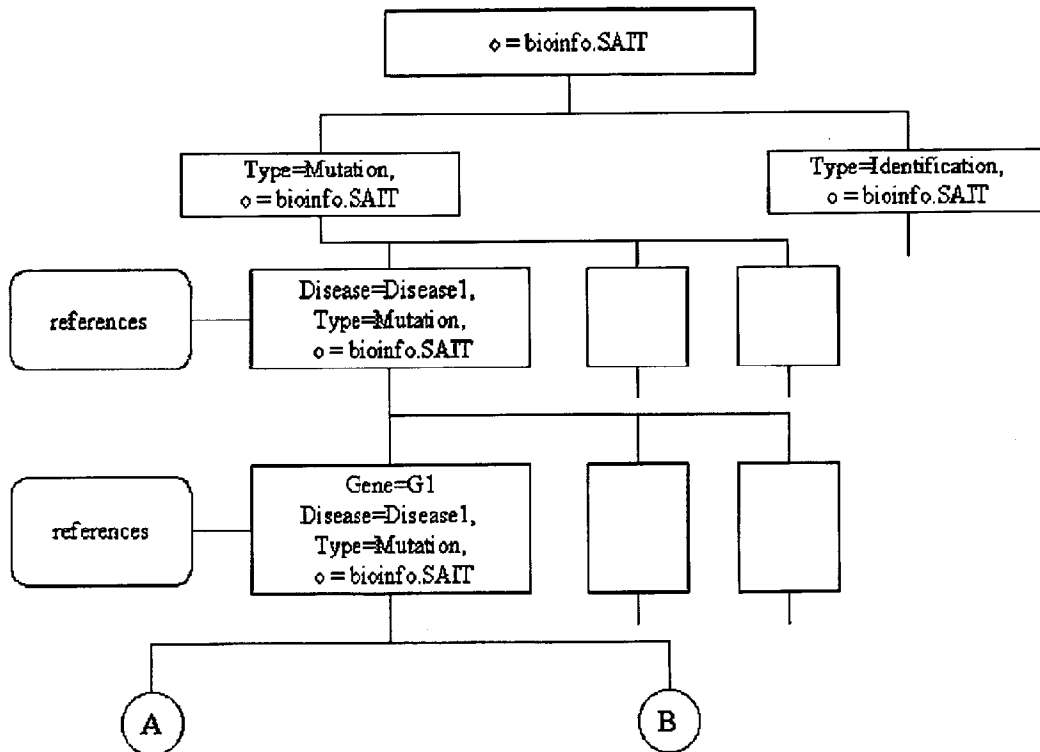 o = bioinfo.SAIT
Type=Mutation,
o = bioinfo.SAIT
Type=Identification,
o = bioinfo.SAIT
references
Disease=Disease1,
Type=Mutation,
o = bioinfo.SAIT
references
Gene=G1
Disease=Disease1,
Type=Mutation,
o = bioinfo.SAIT
A
B